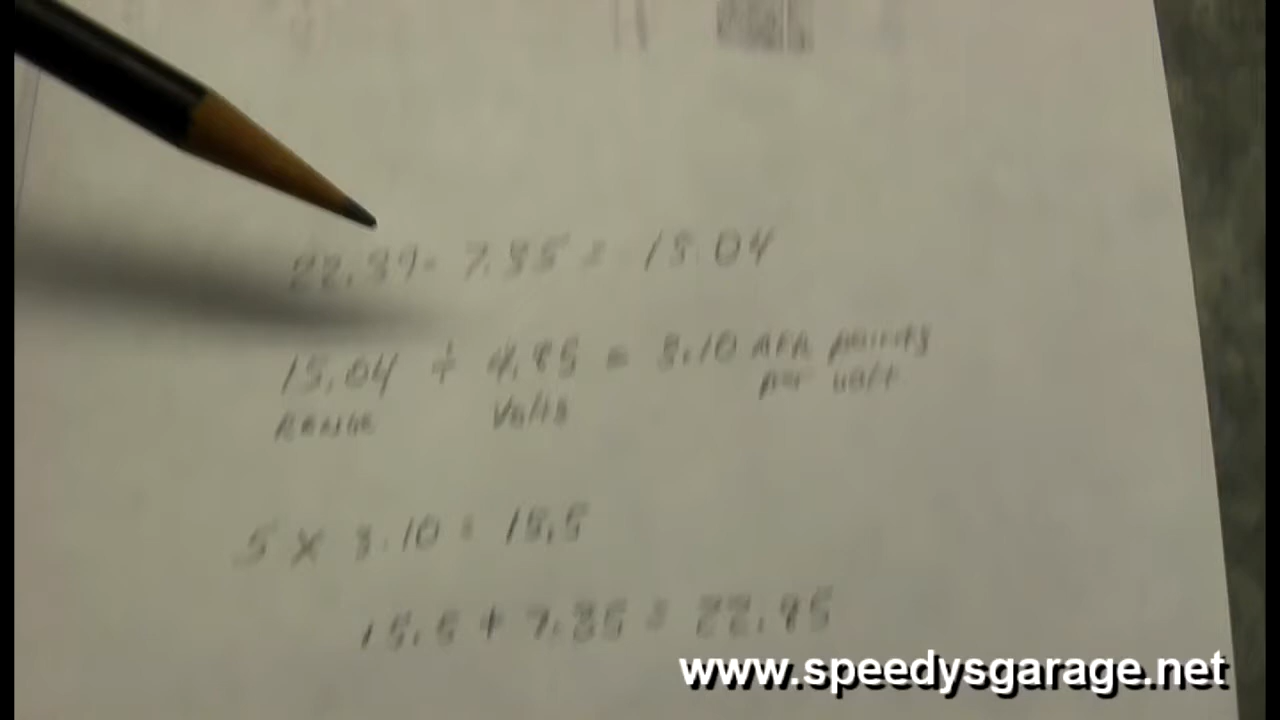 22.39 - 7.35 = 15.04
15.04 ÷ 4.85 = 3.10 AFR points
per volt
RANGE Volts
5 X 3.10 = 15.5
15.5 + 7.35 = 22.85
www.speedysgarage.net